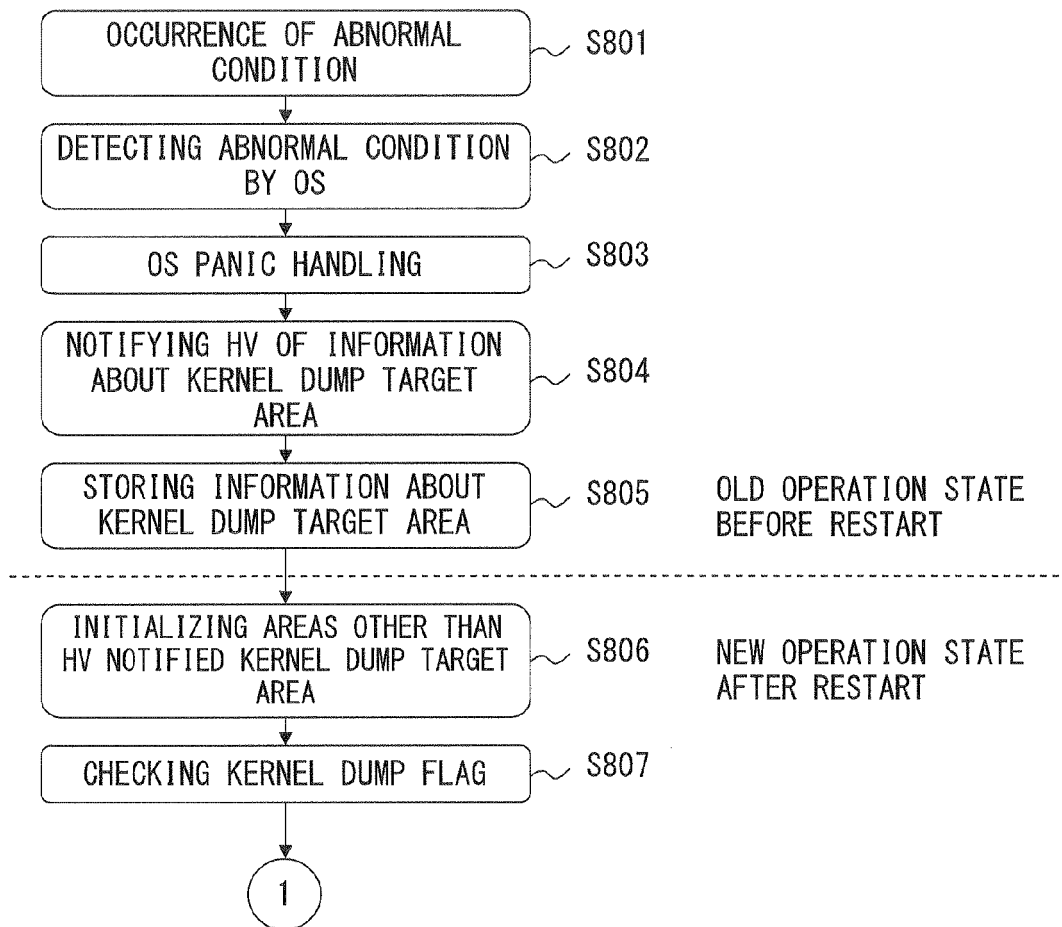 OCCURRENCE OF ABNORMAL
CONDITION
S801
DETECTING ABNORMAL CONDITION
BY OS
S802
OS PANIC HANDLING
S803
NOTIFYING HV OF INFORMATION
ABOUT KERNEL DUMP TARGET
AREA
S804
STORING INFORMATION ABOUT
KERNEL DUMP TARGET AREA
S805
OLD OPERATION STATE
BEFORE RESTART
INITIALIZING AREAS OTHER THAN
HV NOTIFIED KERNEL DUMP TARGET
AREA
S806
NEW OPERATION STATE
AFTER RESTART
CHECKING KERNEL DUMP FLAG
S807
1